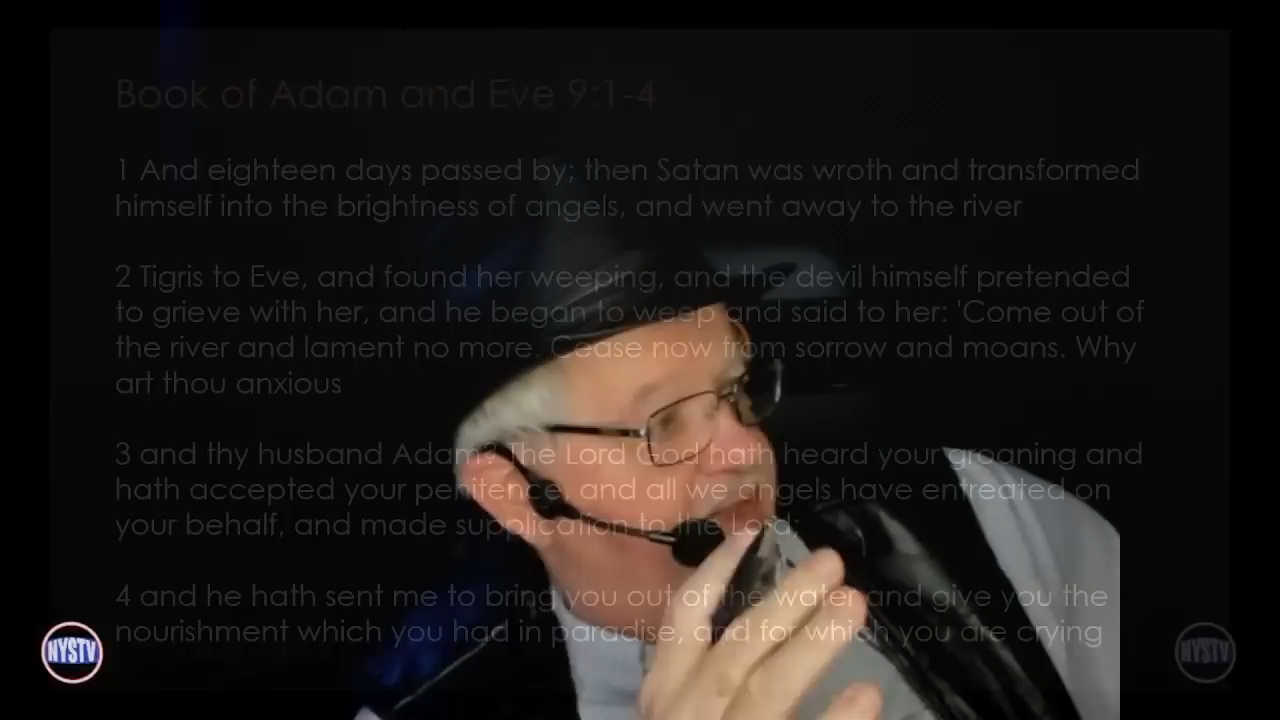 Book of Adam and Eve 9:1-4
1 And eighteen days passed by; then Satan was wroth and transformed
himself into the brightness of angels, and went away to the river
2 Tigris to Eve, and found her weeping, and the devil himself pretended
to grieve with her, and he began to weep and said to her: 'Come out of
the river and lament no more. Cease now from sorrow and moans. Why
art thou anxious
3 and thy husband Adam? The Lord God hath heard your moaning and
hath accepted your penitence, and all we angels have entreated on
your behalf, and made supplication to the Lord
4 and he hath sent me to bring you out of the water and give you the
nourishment which you had in paradise, and for which you are crying
NYSTV
NYSTV